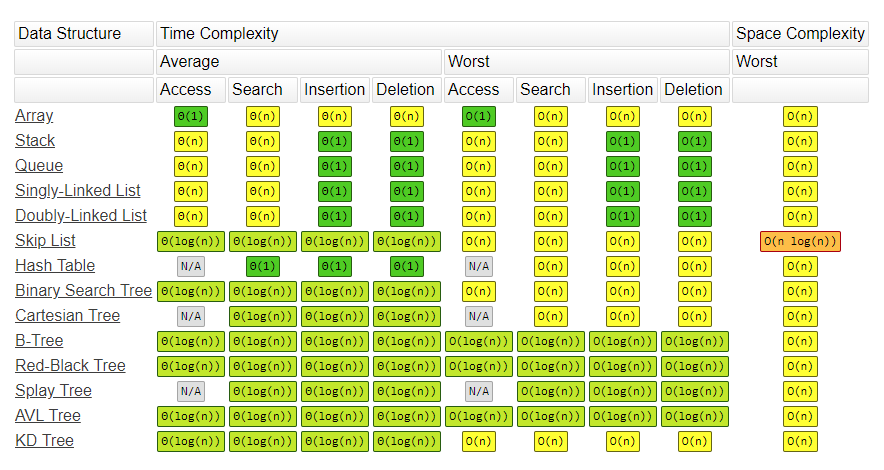 Data Structure Time Complexity Space Complexity
Average Worst Worst
Access Search Insertion Deletion Access Search Insertion Deletion
Array Θ(1) Θ(n) Θ(n) Θ(n) O(1) O(n) O(n) O(n) O(n)
Stack Θ(n) Θ(n) Θ(1) Θ(1) O(n) O(n) O(1) O(1) O(n)
Queue Θ(n) Θ(n) Θ(1) Θ(1) O(n) O(n) O(1) O(1) O(n)
Singly-Linked List Θ(n) Θ(n) Θ(1) Θ(1) O(n) O(n) O(1) O(1) O(n)
Doubly-Linked List Θ(n) Θ(n) Θ(1) Θ(1) O(n) O(n) O(1) O(1) O(n)
Skip List Θ(log(n)) Θ(log(n)) Θ(log(n)) Θ(log(n)) O(n) O(n) O(n) O(n) O(n log(n))
Hash Table N/A Θ(1) Θ(1) Θ(1) N/A O(n) O(n) O(n) O(n)
Binary Search Tree Θ(log(n)) Θ(log(n)) Θ(log(n)) Θ(log(n)) O(n) O(n) O(n) O(n) O(n)
Cartesian Tree N/A Θ(log(n)) Θ(log(n)) Θ(log(n)) N/A O(n) O(n) O(n) O(n)
B-Tree Θ(log(n)) Θ(log(n)) Θ(log(n)) Θ(log(n)) O(log(n)) O(log(n)) O(log(n)) O(log(n)) O(n)
Red-Black Tree Θ(log(n)) Θ(log(n)) Θ(log(n)) Θ(log(n)) O(log(n)) O(log(n)) O(log(n)) O(log(n)) O(n)
Splay Tree N/A Θ(log(n)) Θ(log(n)) Θ(log(n)) N/A O(log(n)) O(log(n)) O(log(n)) O(n)
AVL Tree Θ(log(n)) Θ(log(n)) Θ(log(n)) Θ(log(n)) O(log(n)) O(log(n)) O(log(n)) O(log(n)) O(n)
KD Tree Θ(log(n)) Θ(log(n)) Θ(log(n)) Θ(log(n)) O(n) O(n) O(n) O(n) O(n)